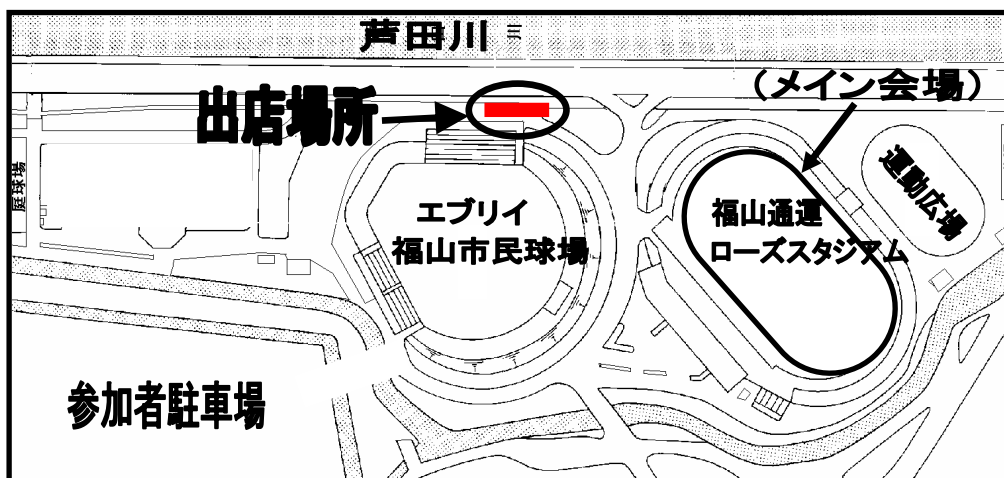 芦田川
出店場所
(メイン会場)
庭球場
エブリイ
福山市民球場
福山通運
ローズスタジアム
運動広場
参加者駐車場